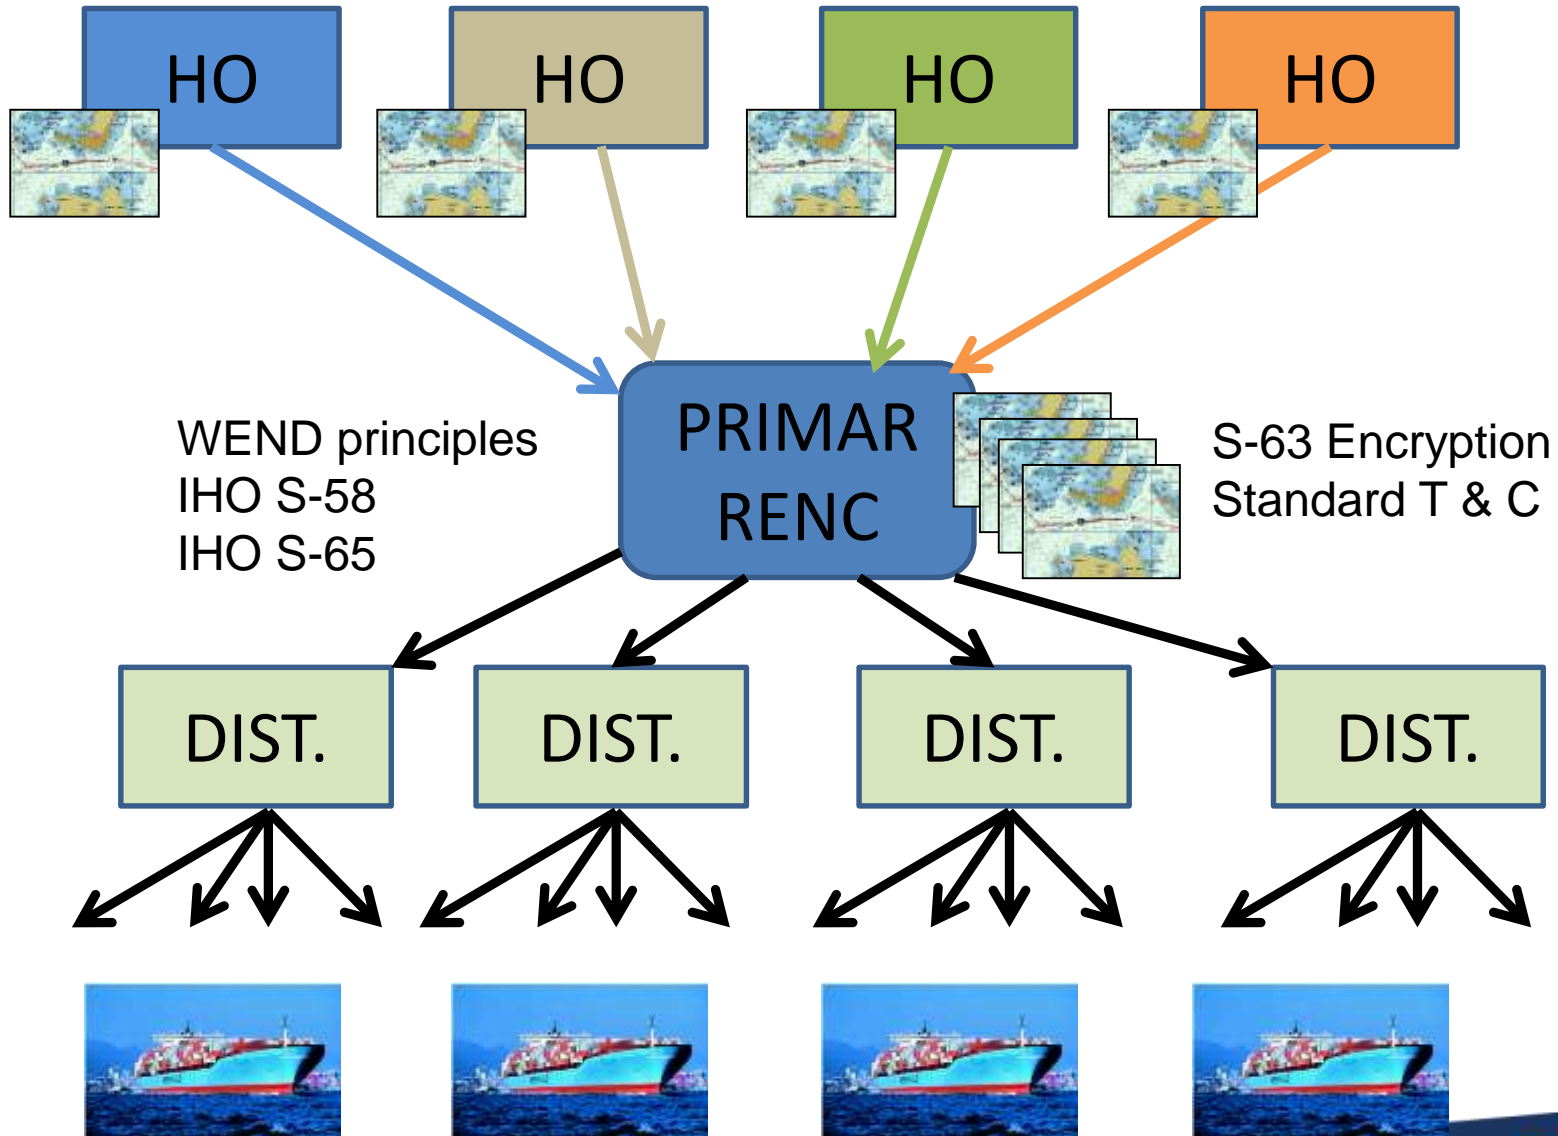 HO
HO
HO
HO
PRIMAR
RENC
WEND principles
IHO S-58
IHO S-65
S-63 Encryption
Standard T & C
DIST.
DIST.
DIST.
DIST.